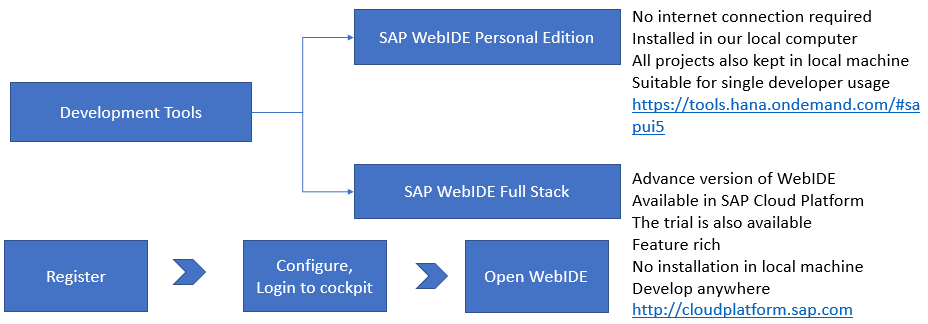 Development Tools
SAP WebIDE Personal Edition
No internet connection required
Installed in our local computer
All projects also kept in local machine
Suitable for single developer usage
https://tools.hana.ondemand.com/#sa
pui5
SAP WebIDE Full Stack
Advance version of WebIDE
Available in SAP Cloud Platform
The trial is also available
Feature rich
No installation in local machine
Develop anywhere
http://cloudplatform.sap.com
Register
Configure,
Login to cockpit
Open WebIDE